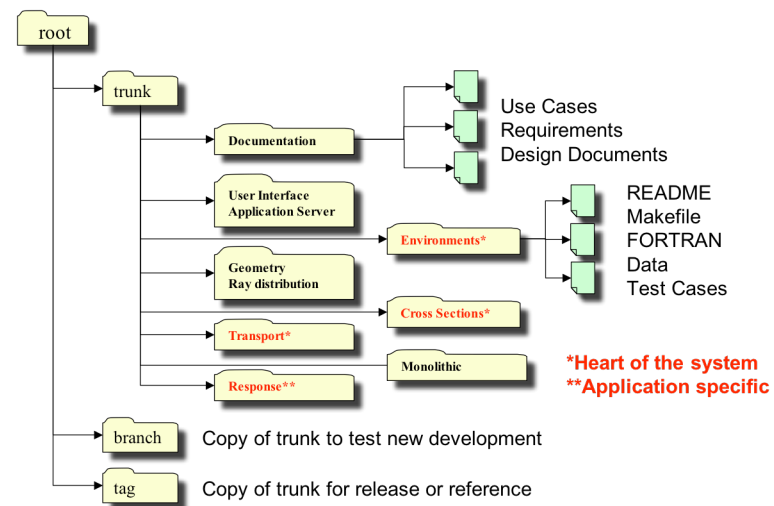 root
trunk
Documentation
Use Cases
Requirements
Design Documents
User Interface
Application Server
Environments*
README
Makefile
FORTRAN
Data
Test Cases
Geometry
Ray distribution
Cross Sections*
Transport*
Monolithic
*Heart of the system
**Application specific
Response**
branch
Copy of trunk to test new development
tag
Copy of trunk for release or reference